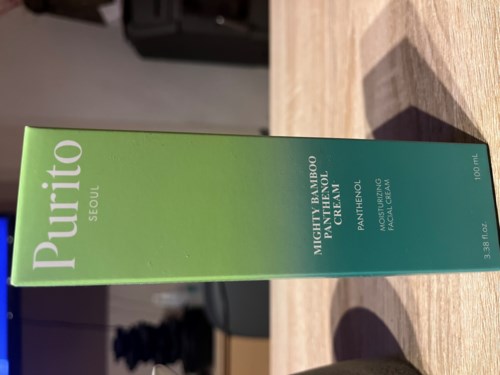 Purito
SEOUL
MIGHTY BAMBOO
PANTHENOL
CREAM
PANTHENOL
MOISTURIZING
FACIAL CREAM
3.38 fl.oz.
100 mL